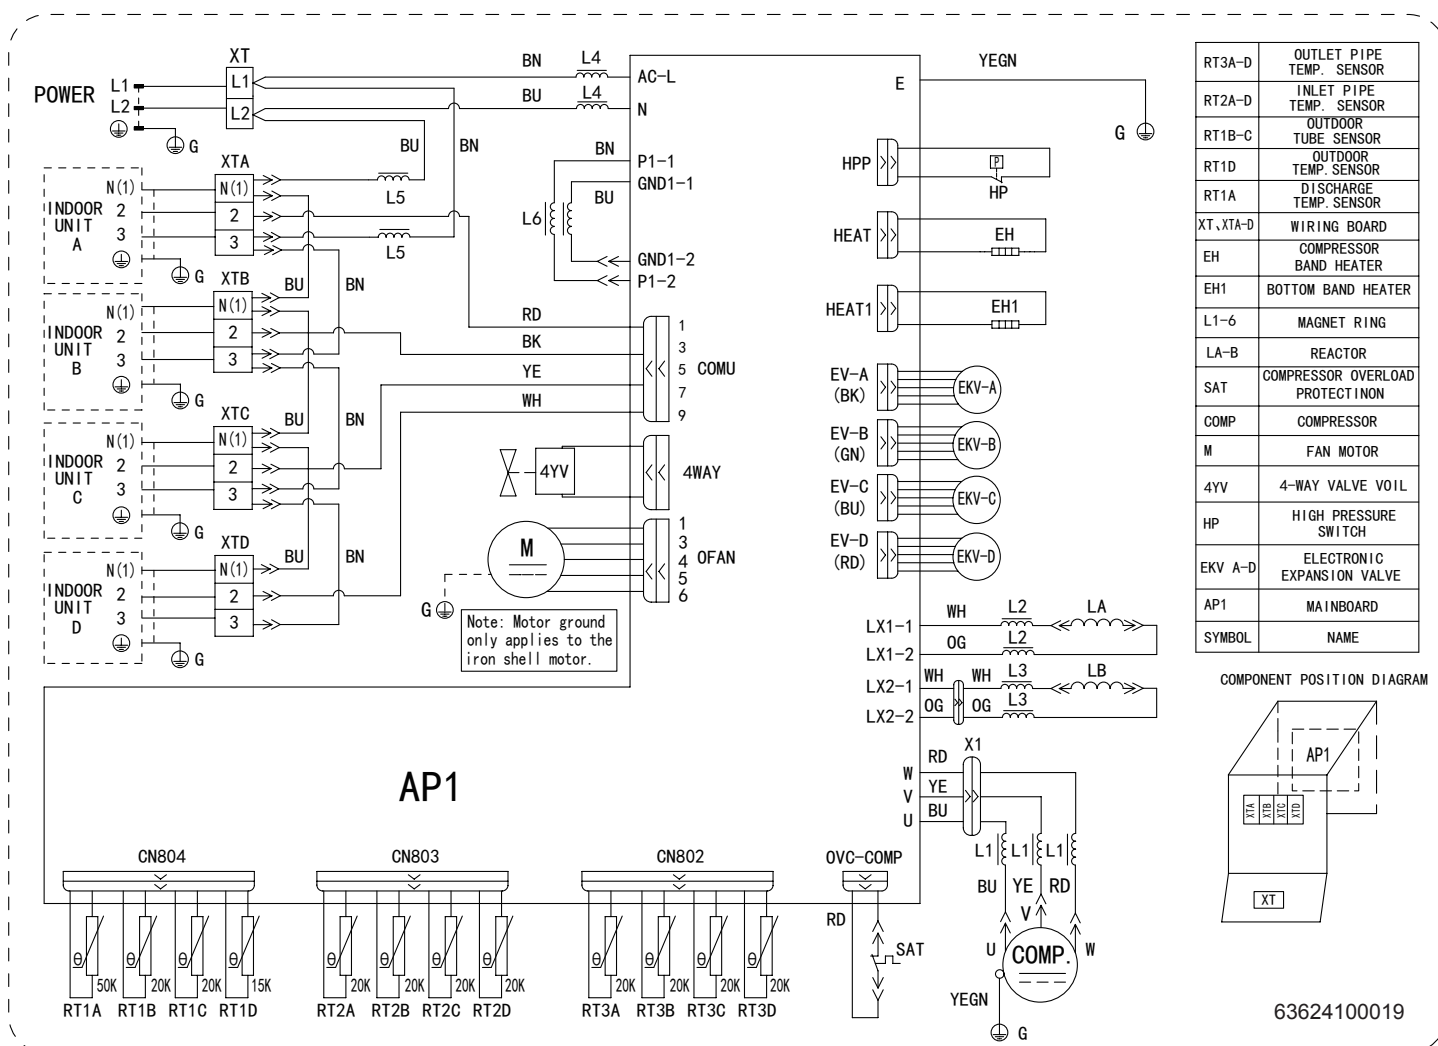 POWER
L1
L2
G
XT
L1
L2
BN
L4
BU
L4
AC-L
N
BU
BN
L5
L5
BN
P1-1
GND1-1
BU
L6
GND1-2
P1-2
INDOOR
UNIT
A
N(1)
2
3
G
XTA
N(1)
2
3
BU
BN
INDOOR
UNIT
B
N(1)
2
3
G
XTB
N(1)
2
3
BU
BN
INDOOR
UNIT
C
N(1)
2
3
G
XTC
N(1)
2
3
BU
BN
INDOOR
UNIT
D
N(1)
2
3
G
XTD
N(1)
2
3
RD
BK
YE
WH
1
3
5
7
9
COMU
4YV
4WAY
M
1
3
4
5
6
OFAN
G
Note: Motor ground
only applies to the
iron shell motor.
E
YEGN
G
HPP
P
HP
HEAT
EH
HEAT1
EH1
EV-A
(BK)
EKV-A
EV-B
(GN)
EKV-B
EV-C
(BU)
EKV-C
EV-D
(RD)
EKV-D
LX1-1
WH
L2
LA
LX1-2
OG
L2
LX2-1
WH
WH
L3
LB
LX2-2
OG
OG
L3
X1
W
RD
V
YE
U
BU
L1
L1
L1
BU
YE
RD
U
V
W
COMP.
YEGN
G
AP1
CN804
θ
50K
θ
20K
θ
20K
θ
15K
RT1A RT1B RT1C RT1D
CN803
θ
20K
θ
20K
θ
20K
θ
20K
RT2A RT2B RT2C RT2D
CN802
θ
20K
θ
20K
θ
20K
θ
20K
RT3A RT3B RT3C RT3D
OVC-COMP
RD
SAT
RT3A-D OUTLET PIPE
TEMP. SENSOR
RT2A-D INLET PIPE
TEMP. SENSOR
RT1B-C OUTDOOR
TUBE SENSOR
RT1D OUTDOOR
TEMP. SENSOR
RT1A DISCHARGE
TEMP. SENSOR
XT、XTA-D WIRING BOARD
EH COMPRESSOR
BAND HEATER
EH1 BOTTOM BAND HEATER
L1-6 MAGNET RING
LA-B REACTOR
SAT COMPRESSOR OVERLOAD
PROTECTINON
COMP COMPRESSOR
M FAN MOTOR
4YV 4-WAY VALVE VOIL
HP HIGH PRESSURE
SWITCH
EKV A-D ELECTRONIC
EXPANSION VALVE
AP1 MAINBOARD
SYMBOL NAME
COMPONENT POSITION DIAGRAM
AP1
XTA
XTB
XTC
XTD
XT
63624100019